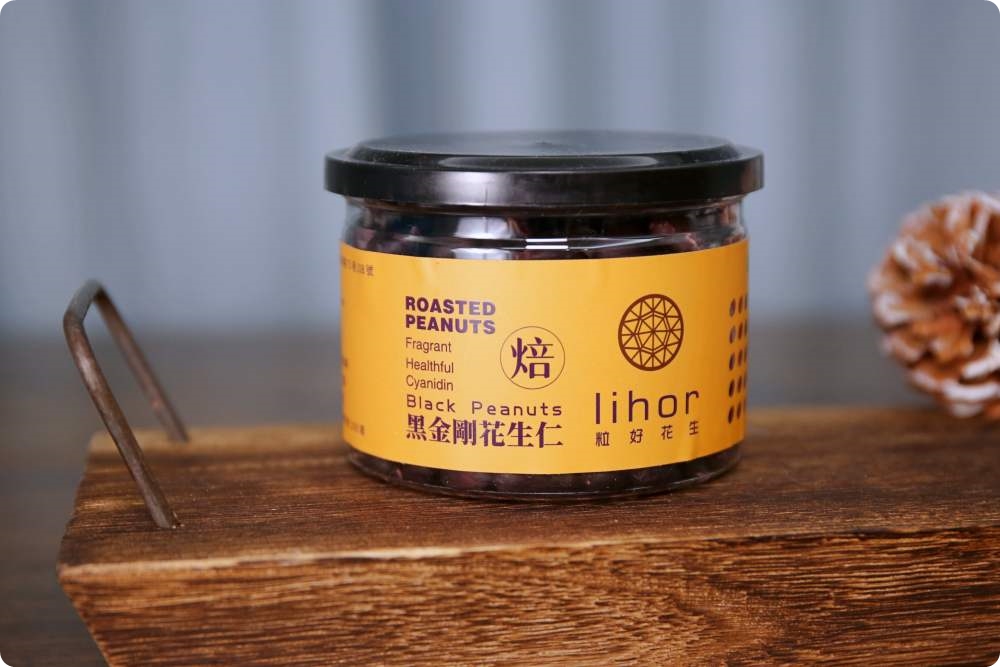 ROASTED
PEANUTS
Fragrant
Healthful
Cyanidin
焙
Black Peanuts
黑金剛花生仁
lihor
粒好花生